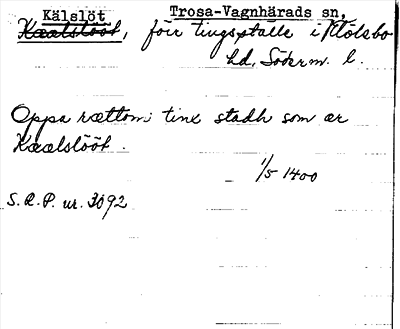 Kälslöt Trosa-Vagnhärads sn,
Kaalslööt, förr tingsställe i Hölebo
hd, Söderm. l.
Oppa rættom tinx stadh som ær
Kaalslööt.
1/5 1400
S.R.P. nr. 3092